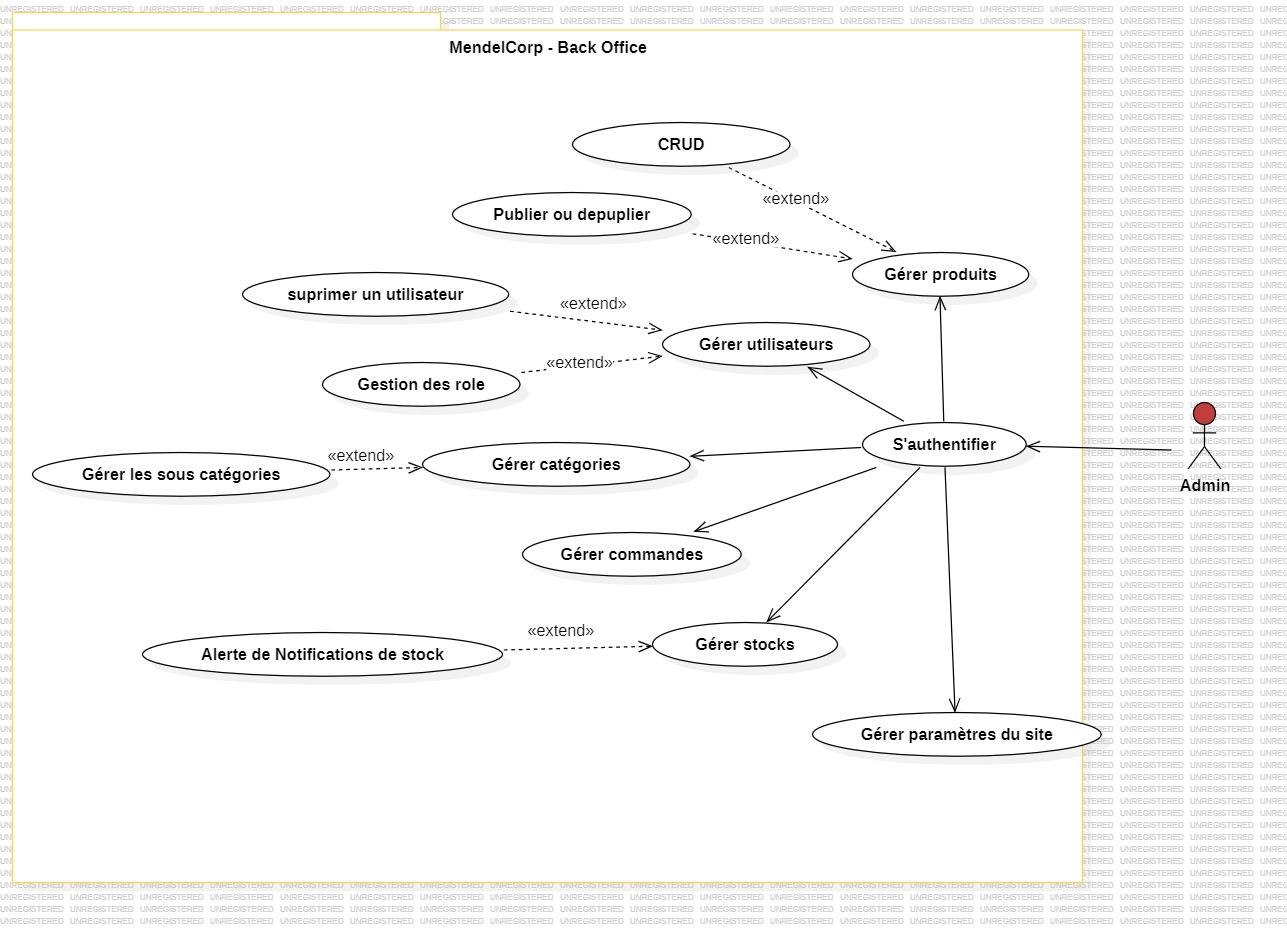 MendelCorp - Back Office
CRUD
«extend»
Publier ou depuplier
«extend»
Gérer produits
suprimer un utilisateur
«extend»
Gérer utilisateurs
«extend»
Gestion des role
S'authentifier
Gérer catégories
«extend»
Gérer les sous catégories
Admin
Gérer commandes
«extend»
Gérer stocks
Alerte de Notifications de stock
Gérer paramètres du site
UNREGISTERED